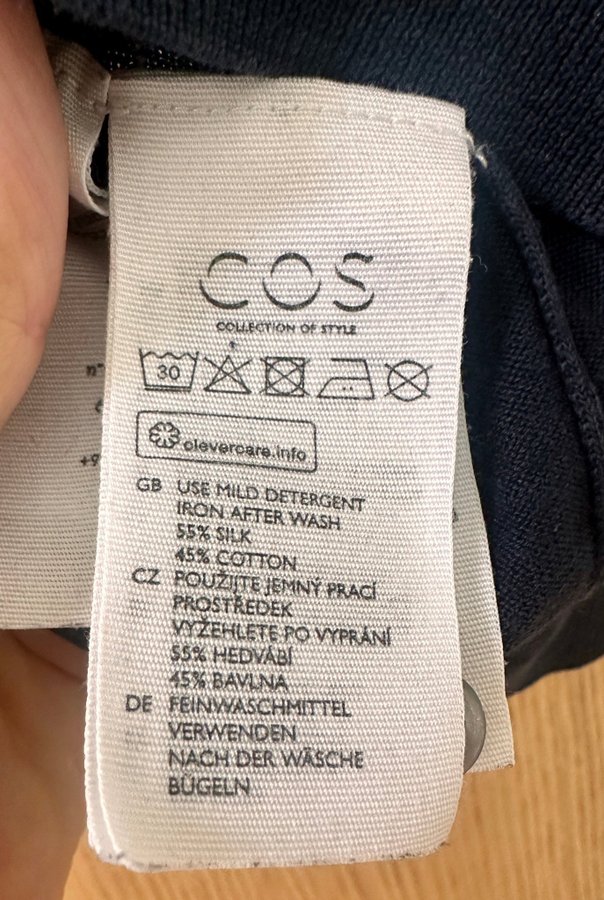 COS
COLLECTION OF STYLE
30
clevercare.info
GB USE MILD DETERGENT
IRON AFTER WASH
55% SILK
45% COTTON
CZ POUŽIJTE JEMNÝ PRACÍ
PROSTŘEDEK
VYŽEHLETE PO VYPRÁNÍ
55% HEDVÁBÍ
45% BAVLNA
DE FEINWASCHMITTEL
VERWENDEN
NACH DER WÄSCHE
BÜGELN